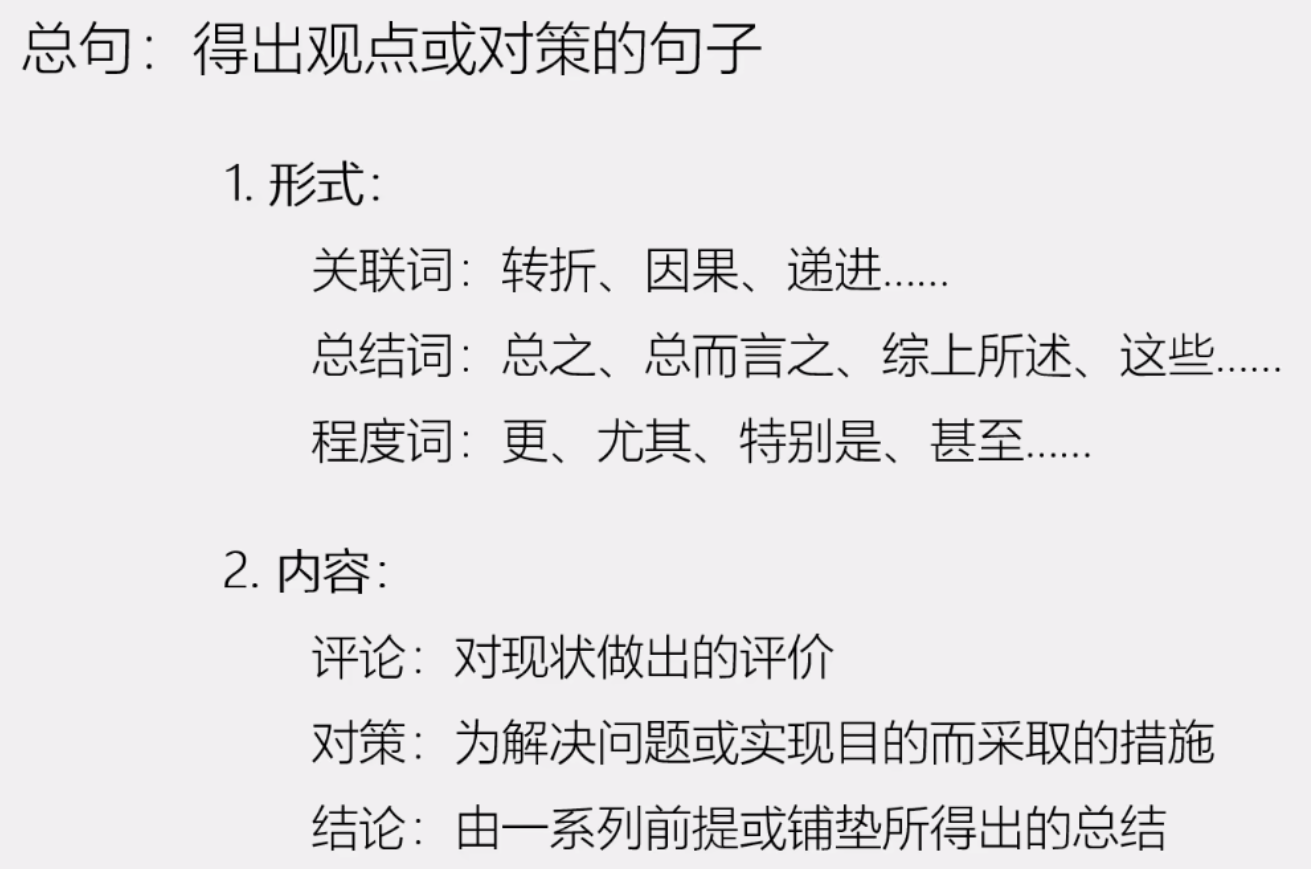 总句：得出观点或对策的句子
1. 形式：
关联词：转折、因果、递进……
总结词：总之、总而言之、综上所述、这些……
程度词：更、尤其、特别是、甚至……
2. 内容：
评论：对现状做出的评价
对策：为解决问题或实现目的而采取的措施
结论：由一系列前提或铺垫所得出的总结